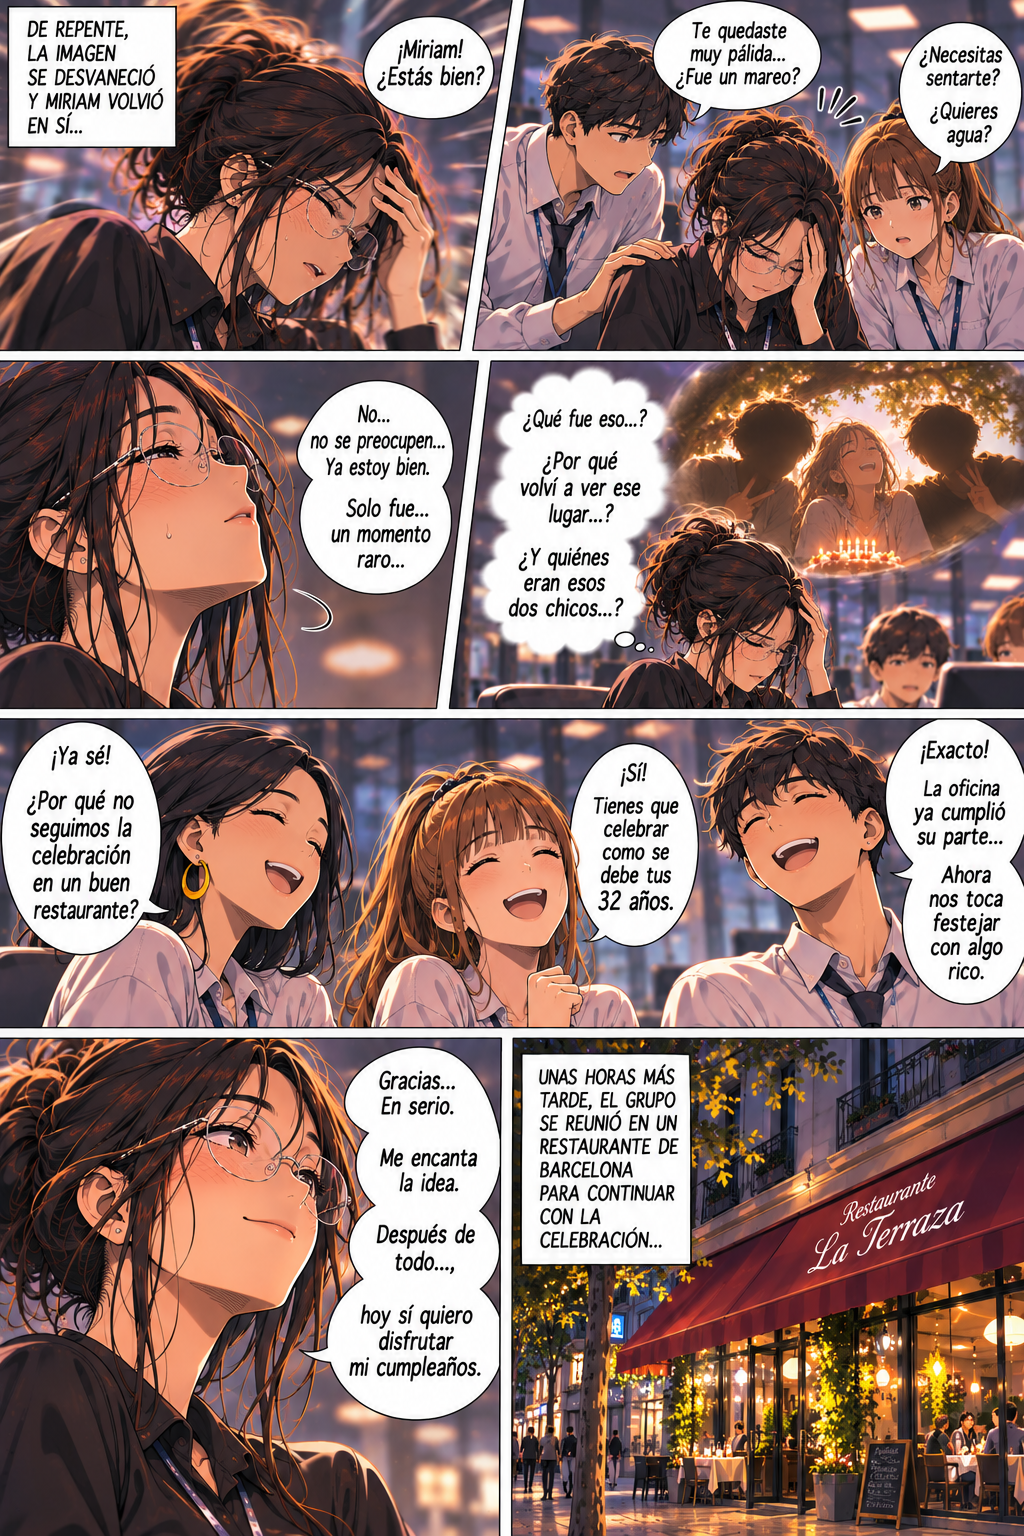 DE REPENTE,
LA IMAGEN
SE DESVANECIÓ
Y MIRIAM VOLVIÓ
EN SÍ...
¡Miriam!
¿Estás bien?
Te quedaste
muy pálida...
¿Fue un mareo?
¿Necesitas
sentarte?
¿Quieres
agua?
No...
no se preocupen...
Ya estoy bien.
Solo fue...
un momento
raro...
¿Qué fue eso...?
¿Por qué
volví a ver ese
lugar...?
¿Y quiénes
eran esos
dos chicos...?
¡Ya sé!
¿Por qué no
seguimos la
celebración
en un buen
restaurante?
¡Sí!
Tienes que
celebrar
como se
debe tus
32 años.
¡Exacto!
La oficina
ya cumplió
su parte...
Ahora
nos toca
festejar
con algo
rico.
Gracias...
En serio.
Me encanta
la idea.
Después de
todo...,
hoy sí quiero
disfrutar
mi cumpleaños.
UNAS HORAS MÁS
TARDE, EL GRUPO
SE REUNIÓ EN UN
RESTAURANTE DE
BARCELONA
PARA CONTINUAR
CON LA
CELEBRACIÓN...
Restaurante
La Terraza